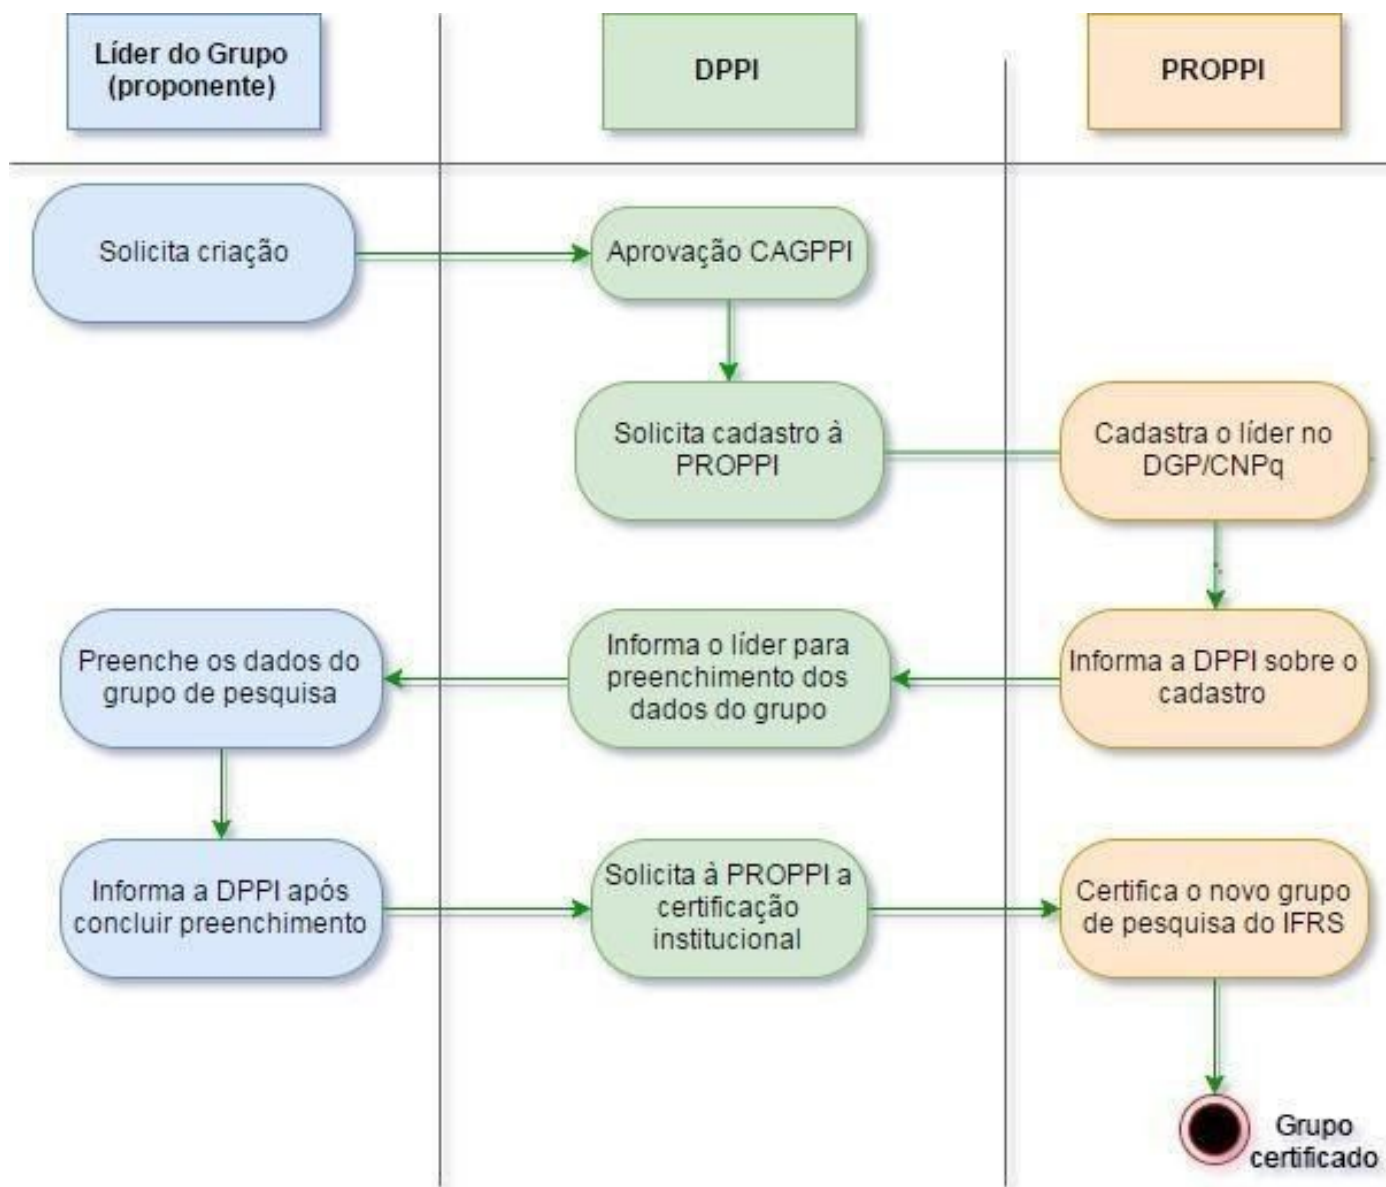 Líder do Grupo
(proponente)
DPPI
PROPPI
Solicita criação
Aprovação CAGPPI
Solicita cadastro à
PROPPI
Cadastra o líder no
DGP/CNPq
Preenche os dados do
grupo de pesquisa
Informa o líder para
preenchimento dos
dados do grupo
Informa a DPPI sobre o
cadastro
Informa a DPPI após
concluir preenchimento
Solicita à PROPPI a
certificação
institucional
Certifica o novo grupo
de pesquisa do IFRS
Grupo
certificado